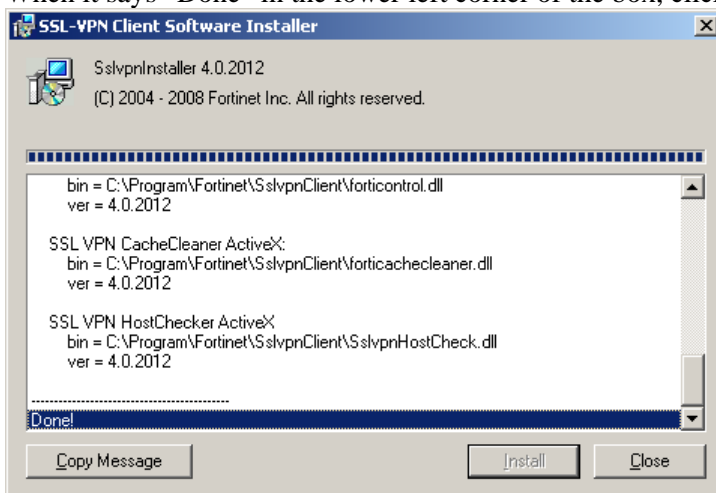 When it says "Done" in the lower left corner of the box, clic
SSL-VPN Client Software Installer
SslvpnInstaller 4.0.2012
(C) 2004 - 2008 Fortinet Inc. All rights reserved.
bin = C:\Program\Fortinet\SslvpnClient\forticontrol.dll
ver = 4.0.2012
SSL VPN CacheCleaner ActiveX:
bin = C:\Program\Fortinet\SslvpnClient\forticachecleaner.dll
ver = 4.0.2012
SSL VPN HostChecker ActiveX
bin = C:\Program\Fortinet\SslvpnClient\SslvpnHostCheck.dll
ver = 4.0.2012
-------------------------------------------
Done!
Copy Message
Install
Close